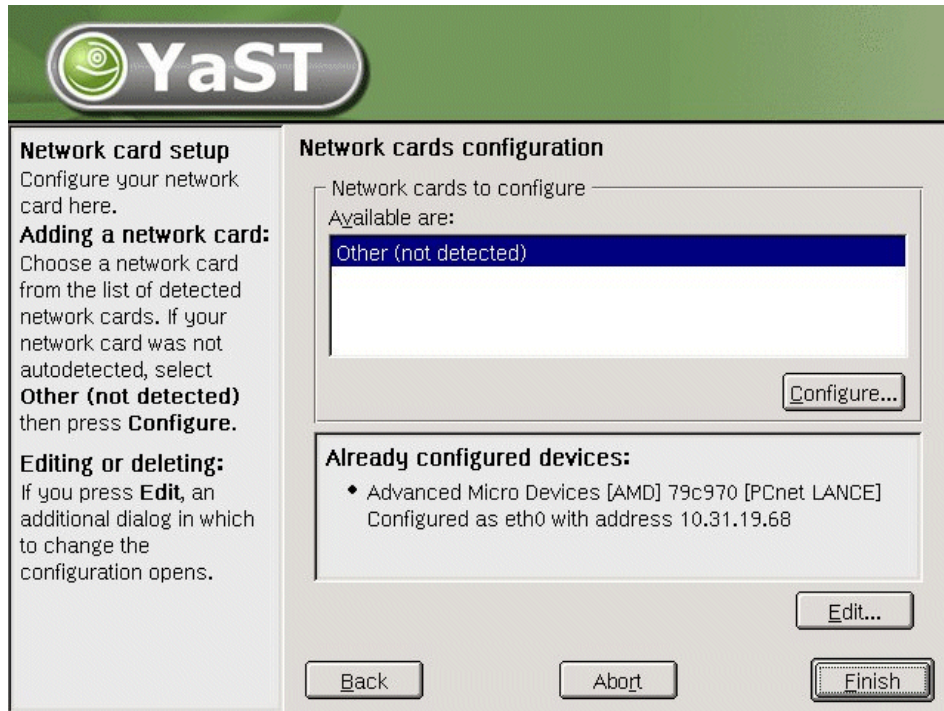 YaST
Network card setup
Configure your network
card here.
Adding a network card:
Choose a network card
from the list of detected
network cards. If your
network card was not
autodetected, select
Other (not detected)
then press Configure.
Editing or deleting:
If you press Edit, an
additional dialog in which
to change the
configuration opens.
Network cards configuration
Network cards to configure
Available are:
Other (not detected)
Configure...
Already configured devices:
• Advanced Micro Devices [AMD] 79c970 [PCnet LANCE]
Configured as eth0 with address 10.31.19.68
Edit...
Back
Abort
Finish